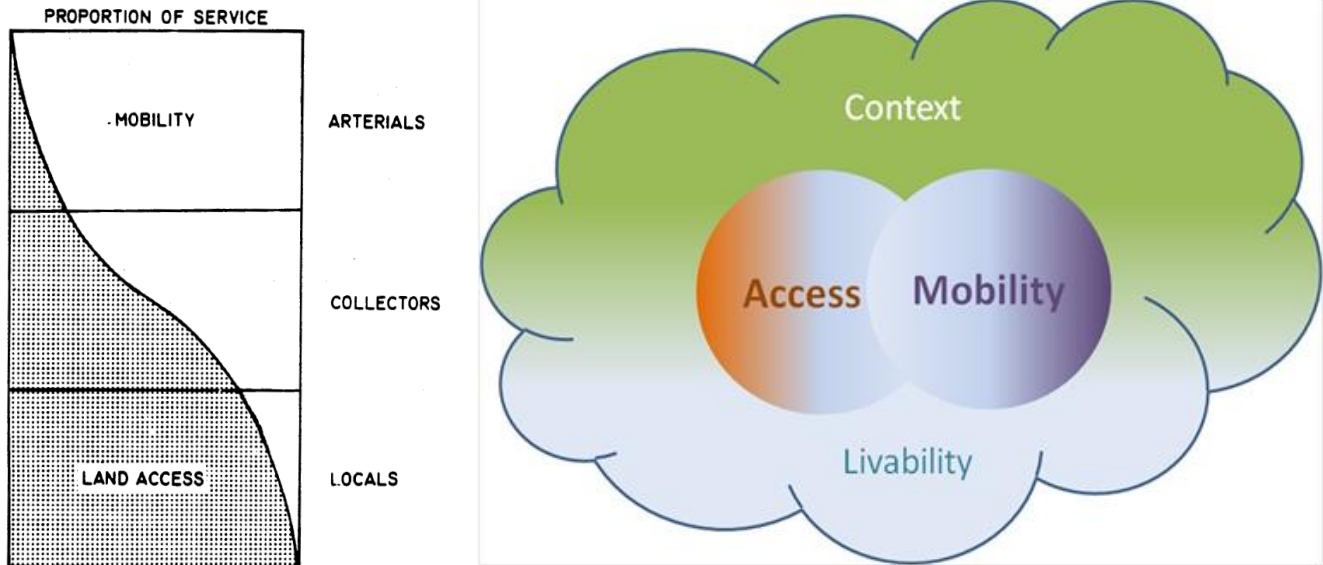 PROPORTION OF SERVICE
.MOBILITY
ARTERIALS
COLLECTORS
LAND ACCESS
LOCALS
Context
Access
Mobility
Livability